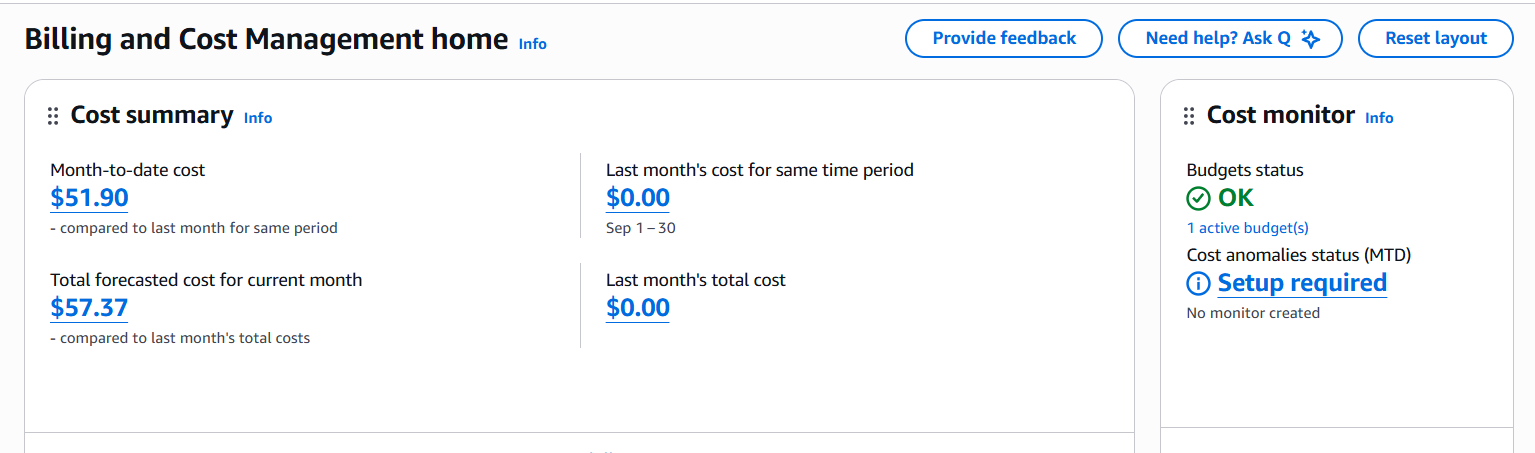 Billing and Cost Management home Info
Provide feedback
Need help? Ask Q
Reset layout
Cost summary Info
Month-to-date cost
$51.90
- compared to last month for same period
Last month's cost for same time period
$0.00
Sep 1 – 30
Total forecasted cost for current month
$57.37
- compared to last month's total costs
Last month's total cost
$0.00
Cost monitor Info
Budgets status
OK
1 active budget(s)
Cost anomalies status (MTD)
Setup required
No monitor created